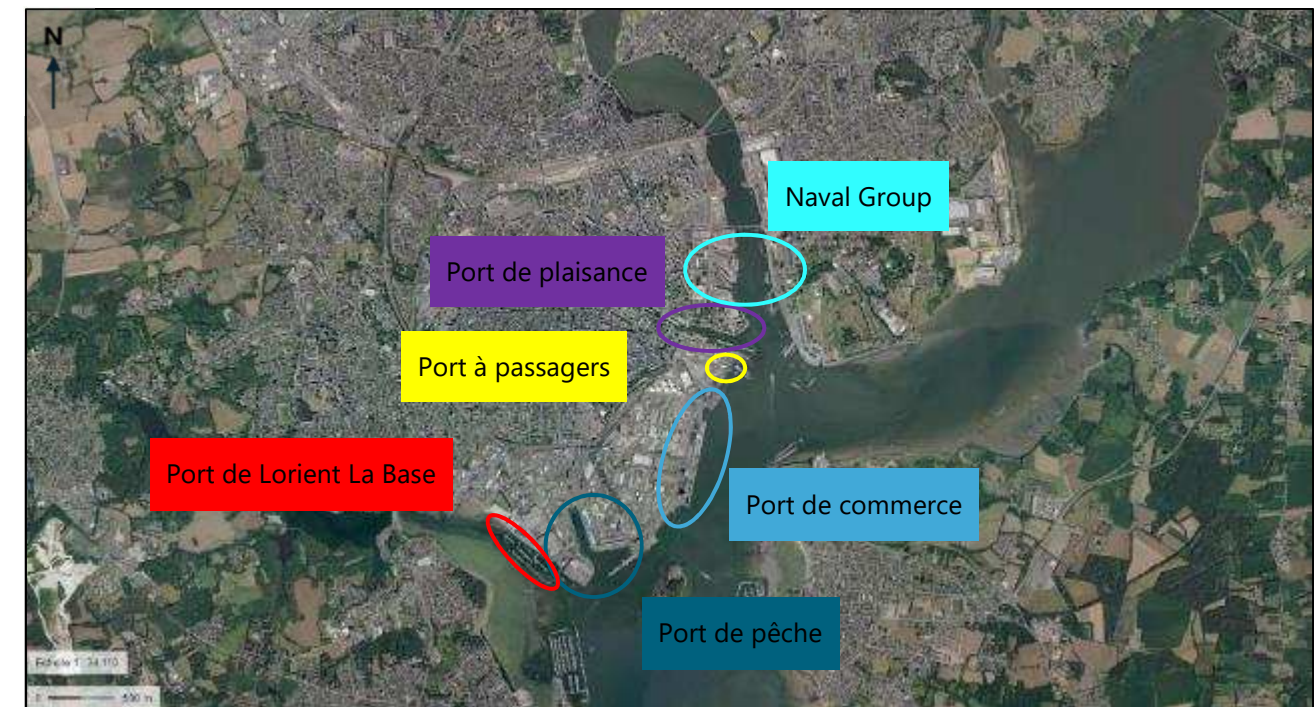 N
Naval Group
Port de plaisance
Port à passagers
Port de Lorient La Base
Port de commerce
Port de pêche